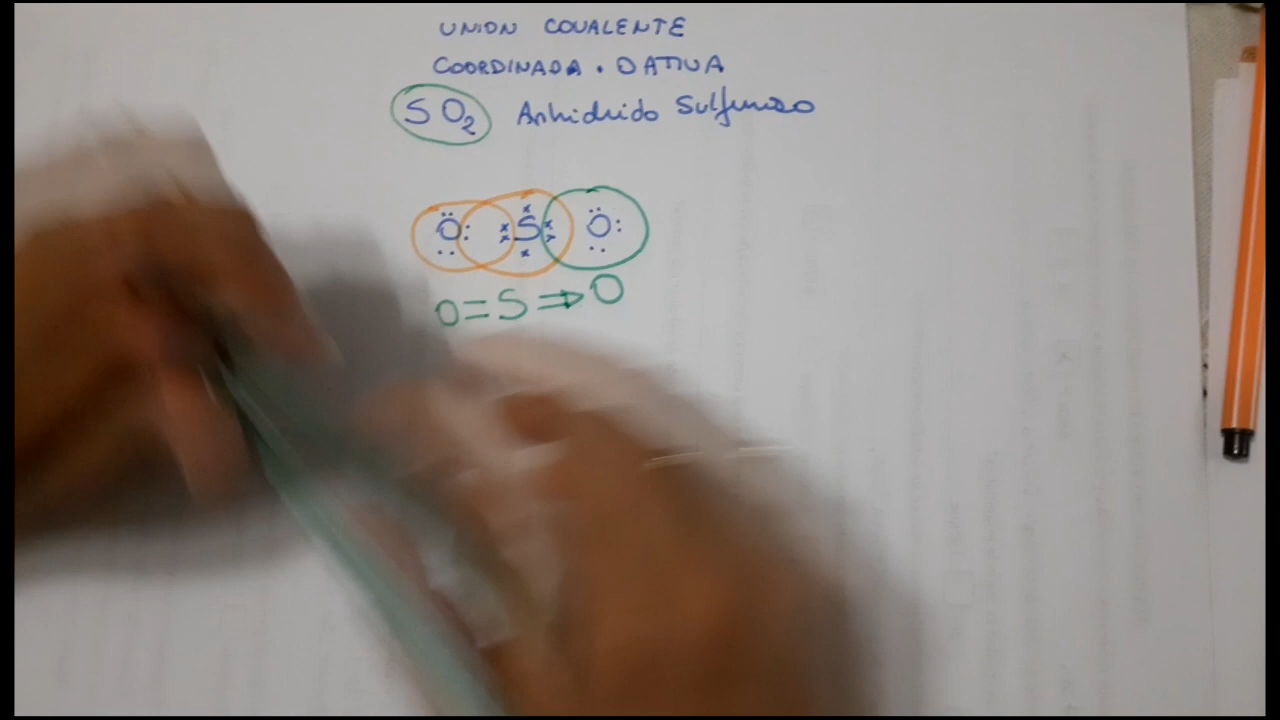 UNION COVALENTE
COORDINADA . DATIVA
SO₂ Anhidrido Sulfuroso
O S O
O=S⇒O